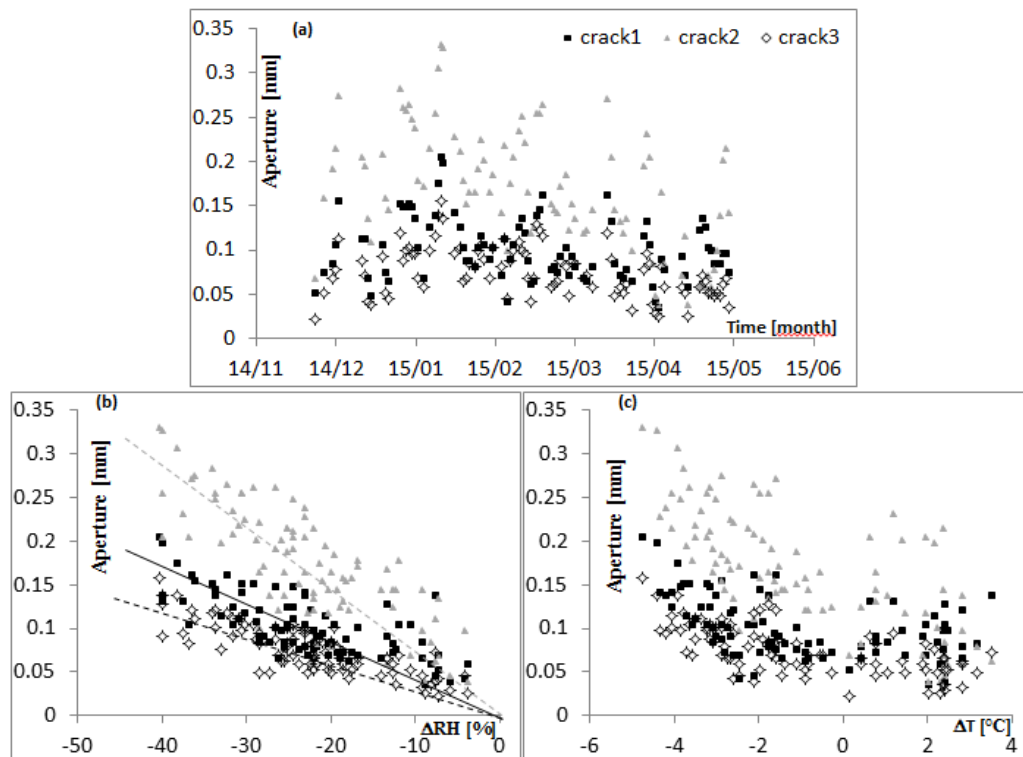 (a)
crack1 crack2 crack3
Aperture [mm]
0.35
0.3
0.25
0.2
0.15
0.1
0.05
0
Time [month]
14/11 14/12 15/01 15/02 15/03 15/04 15/05 15/06
(b)
Aperture [mm]
0.35
0.3
0.25
0.2
0.15
0.1
0.05
0
ΔRH [%]
-50 -40 -30 -20 -10 0
(c)
Aperture [mm]
0.35
0.3
0.25
0.2
0.15
0.1
0.05
0
ΔT [°C]
-6 -4 -2 0 2 4